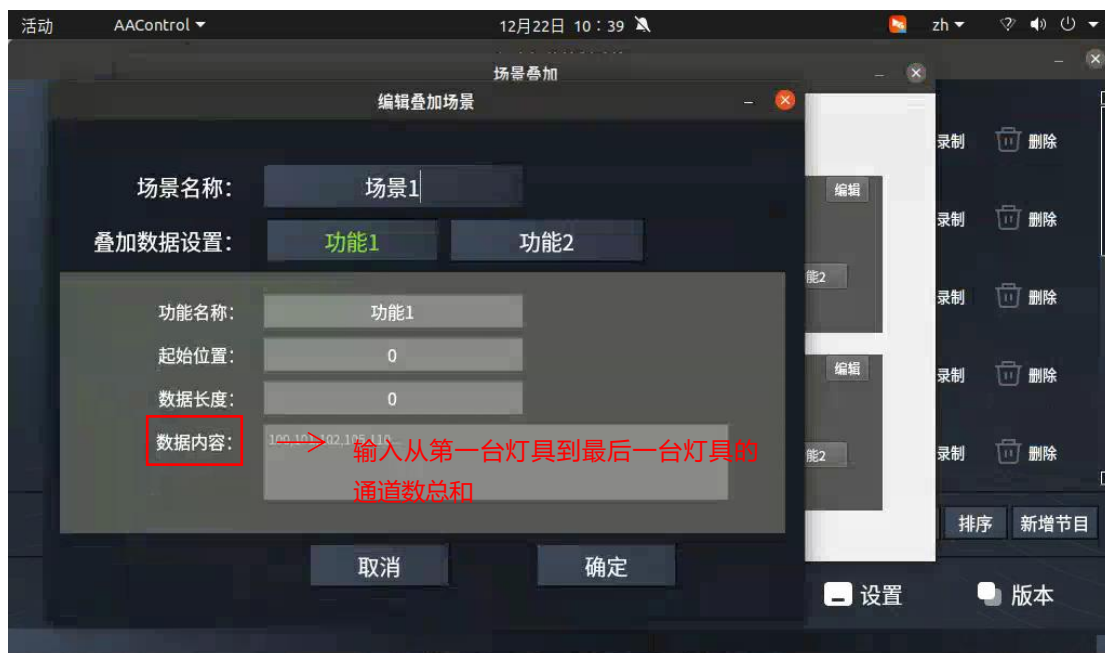 活动 AAControl 12月22日 10：39 zh
场景叠加
编辑叠加场景
录制 删除
场景名称： 场景1 编辑
录制 删除
叠加数据设置： 功能1 功能2
能2
功能名称： 功能1 录制 删除
起始位置： 0
编辑
录制 删除
数据长度： 0
数据内容： 100,101,102,105,110...
输入从第一台灯具到最后一台灯具的
能2 录制 删除
通道数总和
排序 新增节目
取消 确定
设置 版本